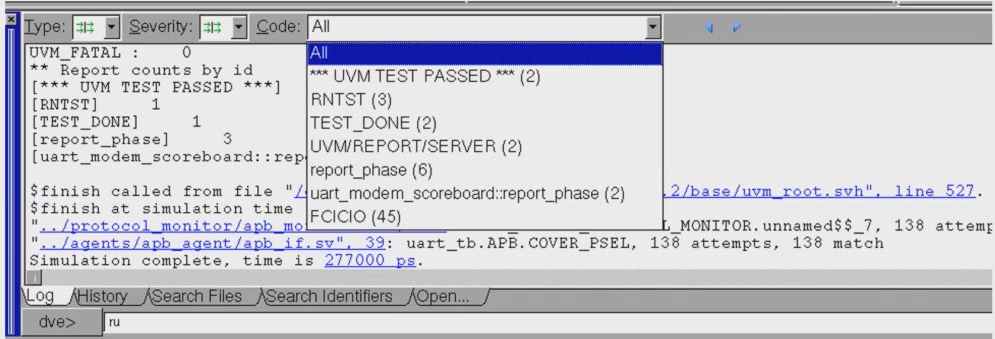 Type: Severity: Code: All
UVM_FATAL : 0
** Report counts by id
[*** UVM TEST PASSED ***]
[RNTST] 1
[TEST_DONE] 1
[report_phase] 3
[uart_modem_scoreboard::rep
All
*** UVM TEST PASSED *** (2)
RNTST (3)
TEST_DONE (2)
UVM/REPORT/SERVER (2)
report_phase (6)
uart_modem_scoreboard::report_phase (2)
FCICIO (45)
$finish called from file "/ .2/base/uvm_root.svh", line 527.
$finish at simulation time
"../protocol_monitor/apb_mo L_MONITOR.unnamed$$_7, 138 attemp
"../agents/apb_agent/apb_if.sv", 39: uart_tb.APB.COVER_PSEL, 138 attempts, 138 match
Simulation complete, time is 277000 ps.
Log History Search Files Search Identifiers Open...
dve> ru